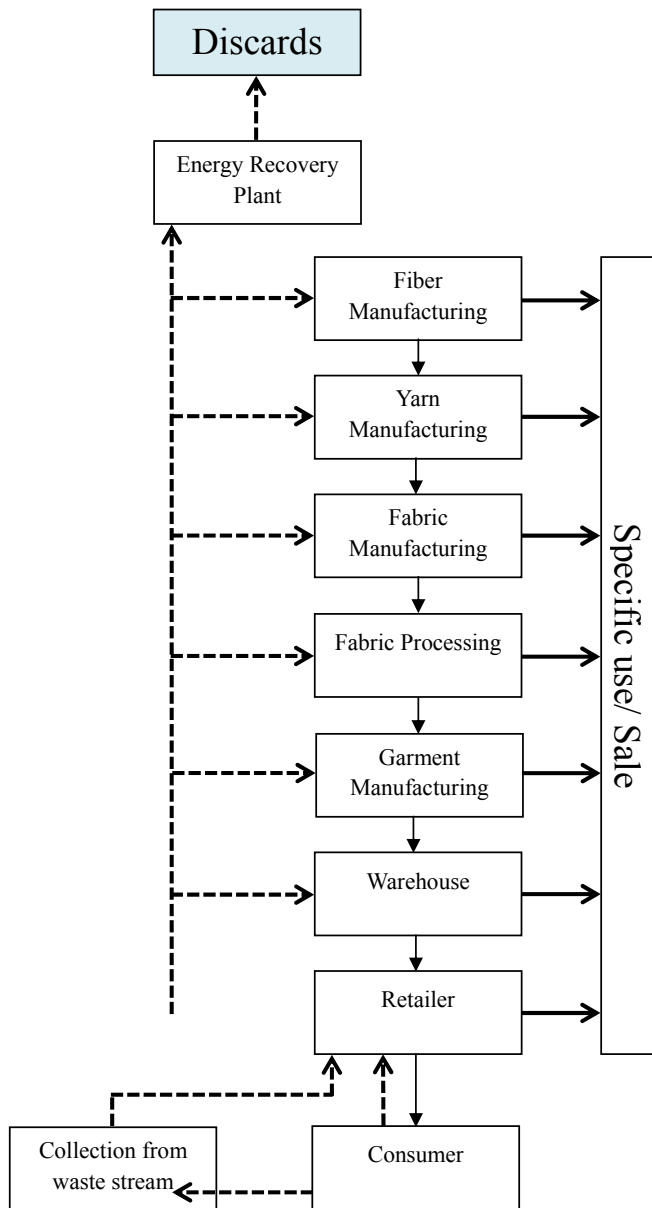 Discards
Energy Recovery
Plant
Fiber
Manufacturing
Yarn
Manufacturing
Fabric
Manufacturing
Fabric Processing
Garment
Manufacturing
Warehouse
Retailer
Specific use/ Sale
Collection from
waste stream
Consumer